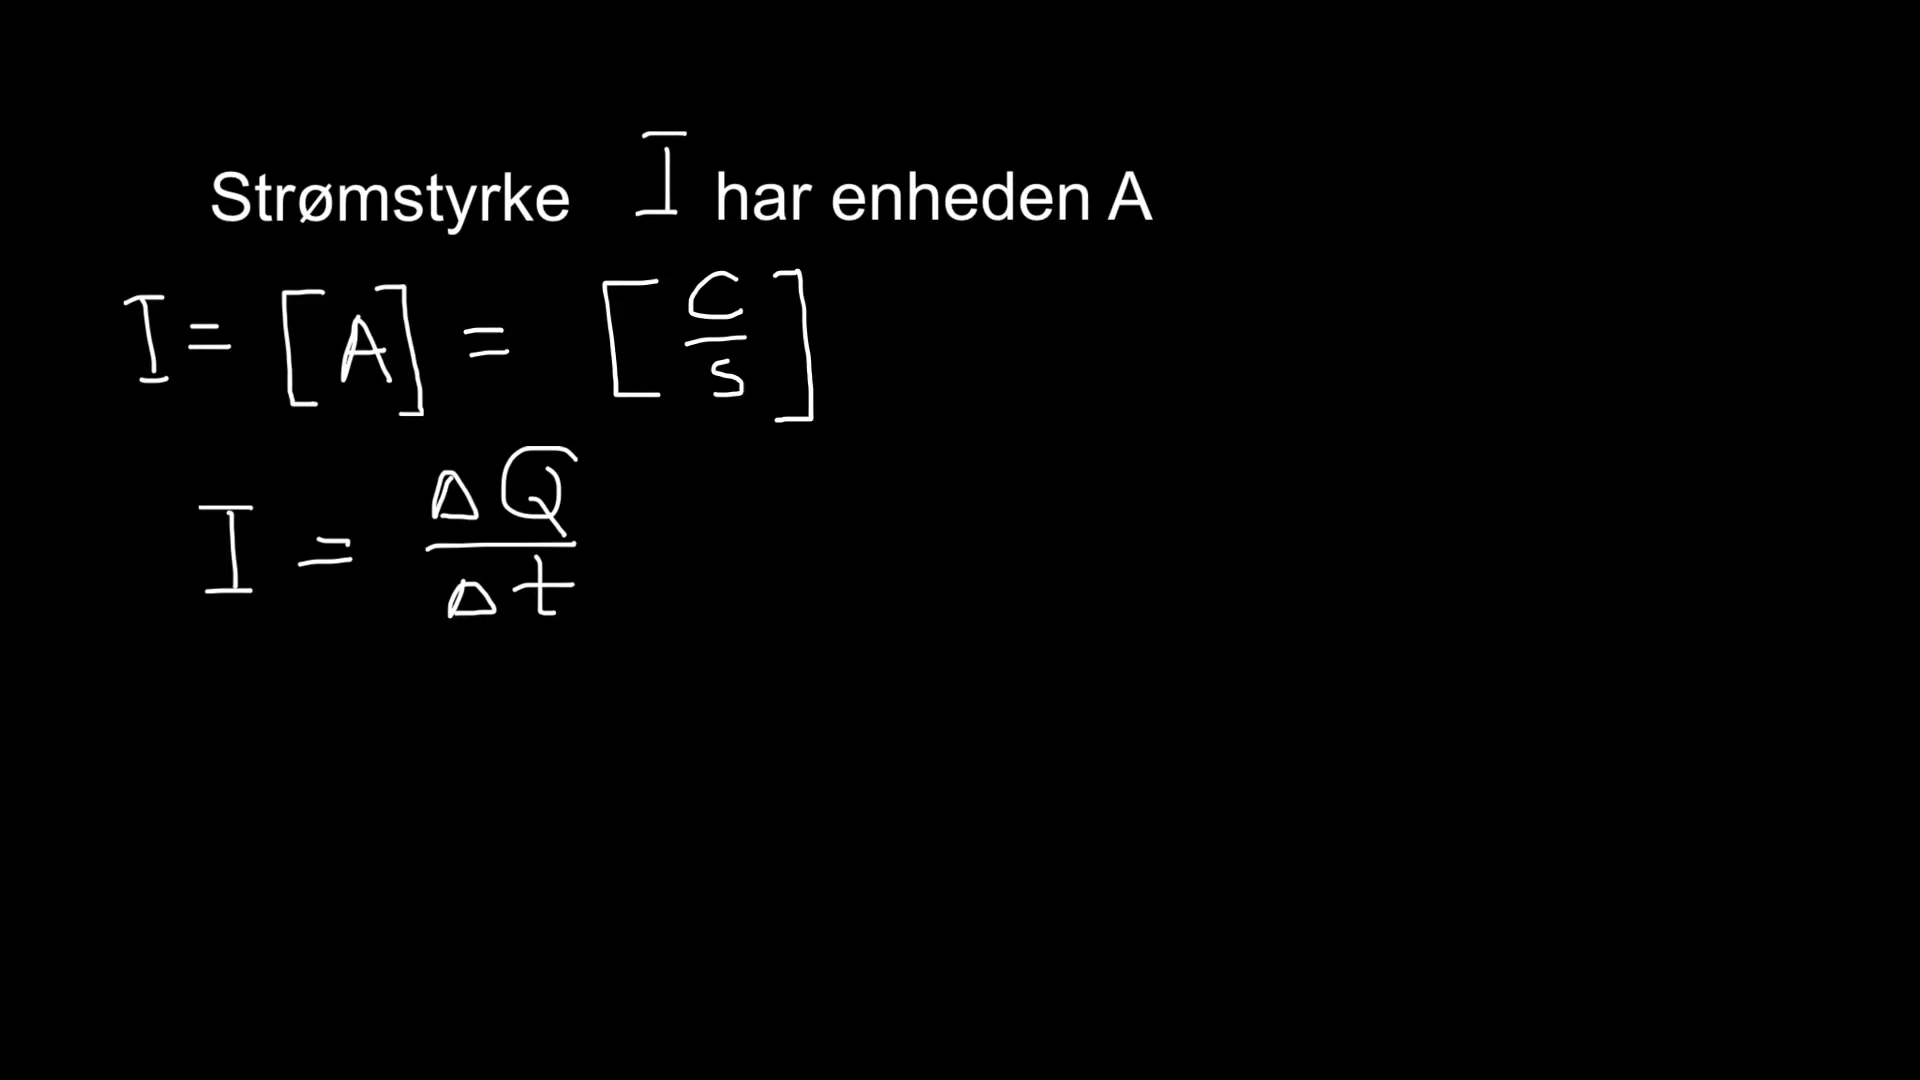 Strømstyrke I har enheden A
I = [A] = [C/s]
I = ΔQ/Δt